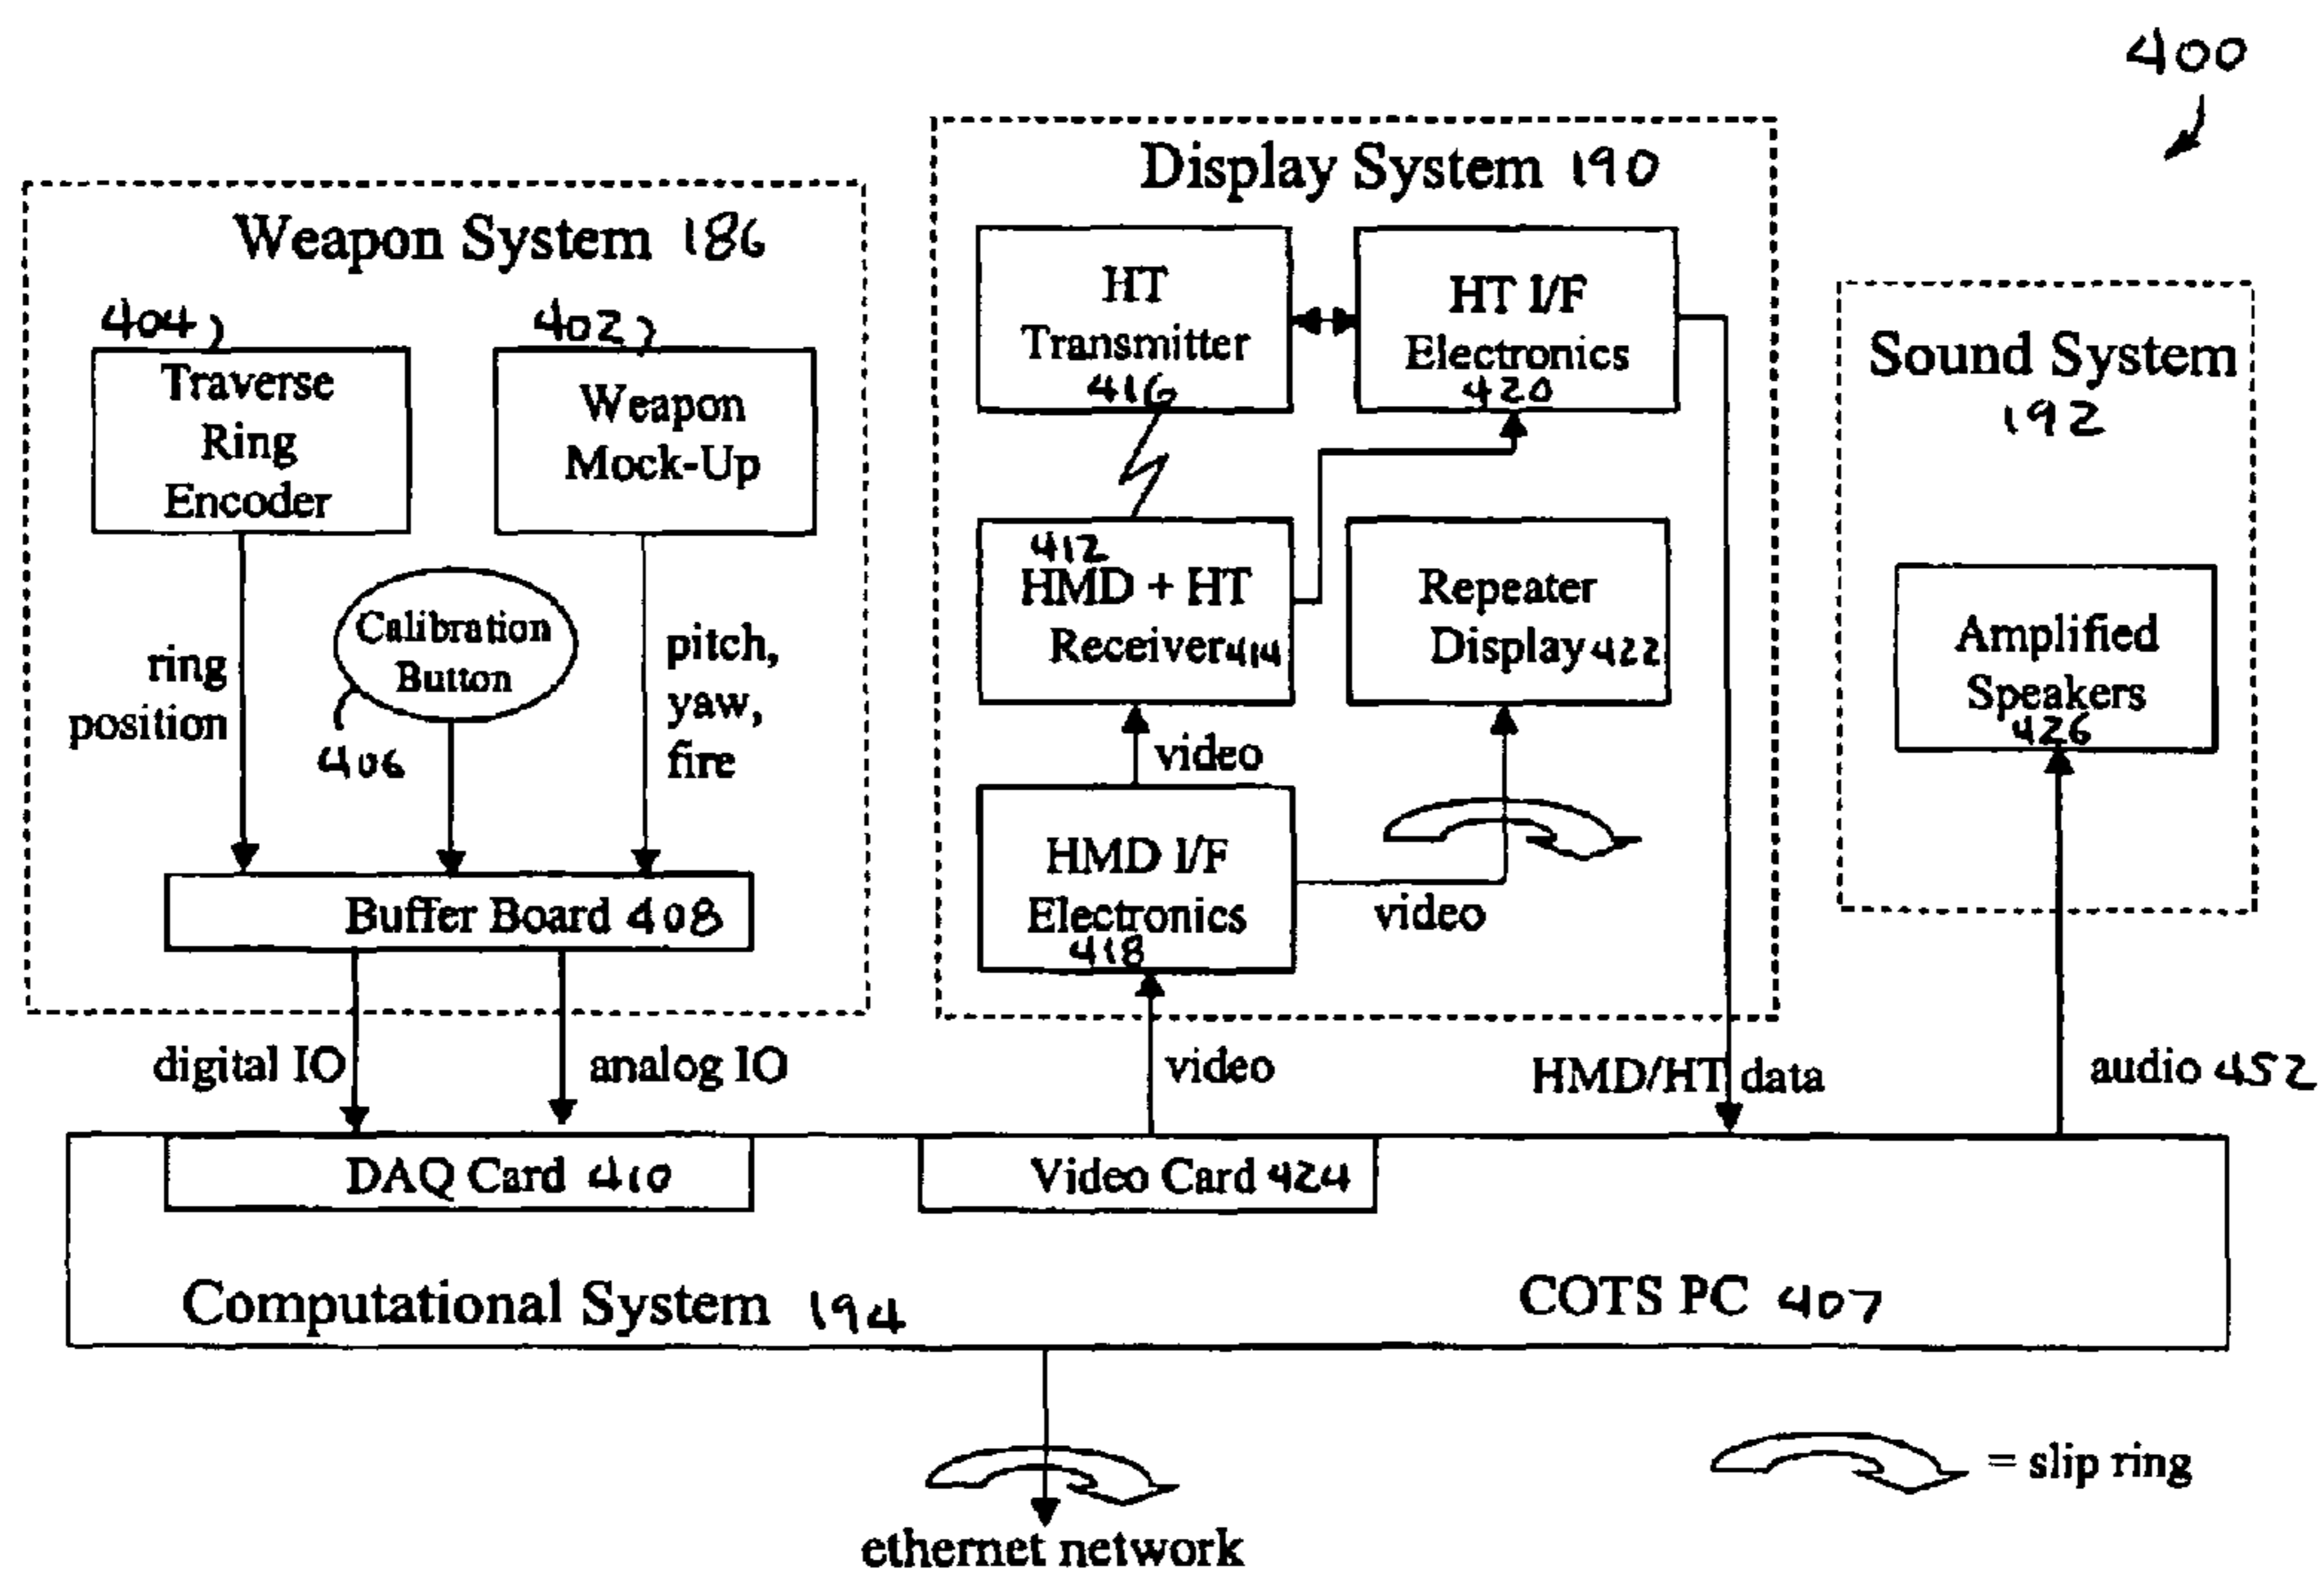 400
Weapon System 186
404
Traverse
Ring
Encoder
402
Weapon
Mock-Up
Calibration
Button
406
ring
position
pitch,
yaw,
fire
Buffer Board 408
digital IO
analog IO
Display System 190
HT
Transmitter
416
HT I/F
Electronics
420
412
HMD + HT
Receiver 414
Repeater
Display 422
video
HMD I/F
Electronics
418
video
video
HMD/HT data
Sound System
192
Amplified
Speakers
426
audio 452
DAQ Card 410
Video Card 424
Computational System 194
COTS PC 407
= slip ring
ethernet network